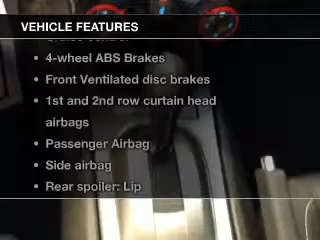 VEHICLE FEATURES
• 4-wheel ABS Brakes
• Front Ventilated disc brakes
• 1st and 2nd row curtain head
airbags
• Passenger Airbag
• Side airbag
• Rear spoiler: Lip